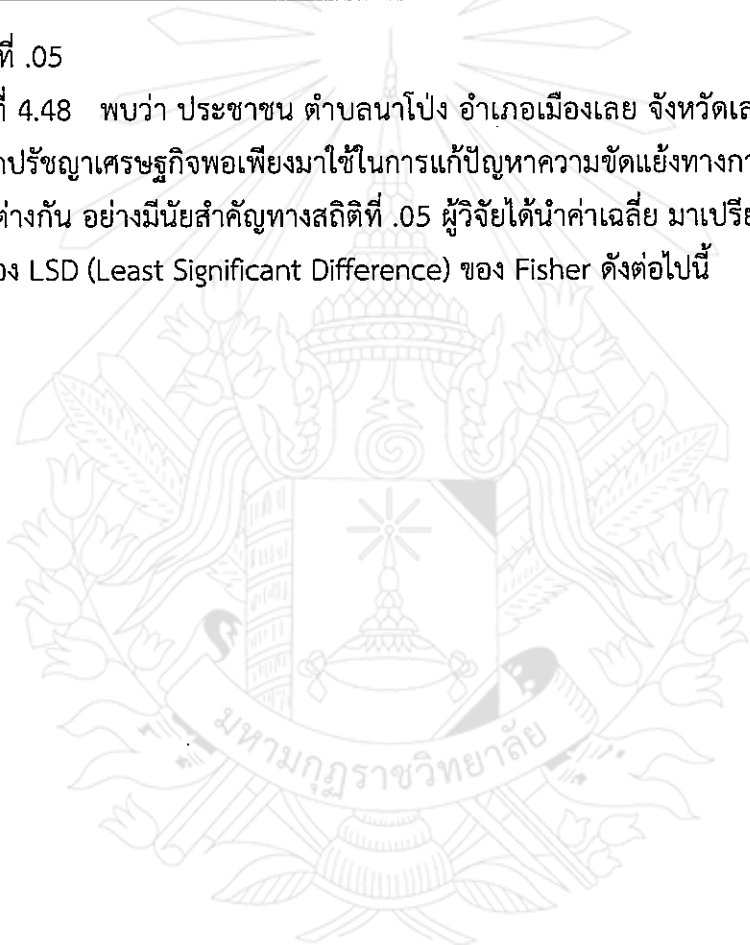 ที่ .05
ที่ 4.48 พบว่า ประชาชน ตำบลนาโป่ง อำเภอเมืองเลย จังหวัดเล
ปรัชญาเศรษฐกิจพอเพียงมาใช้ในการแก้ปัญหาความขัดแย้งทางกา
ต่างกัน อย่างมีนัยสำคัญทางสถิติที่ .05 ผู้วิจัยได้นำค่าเฉลี่ย มาเปรีย
LSD (Least Significant Difference) ของ Fisher ดังต่อไปนี้
มหามกุฏราชวิทยาลัย